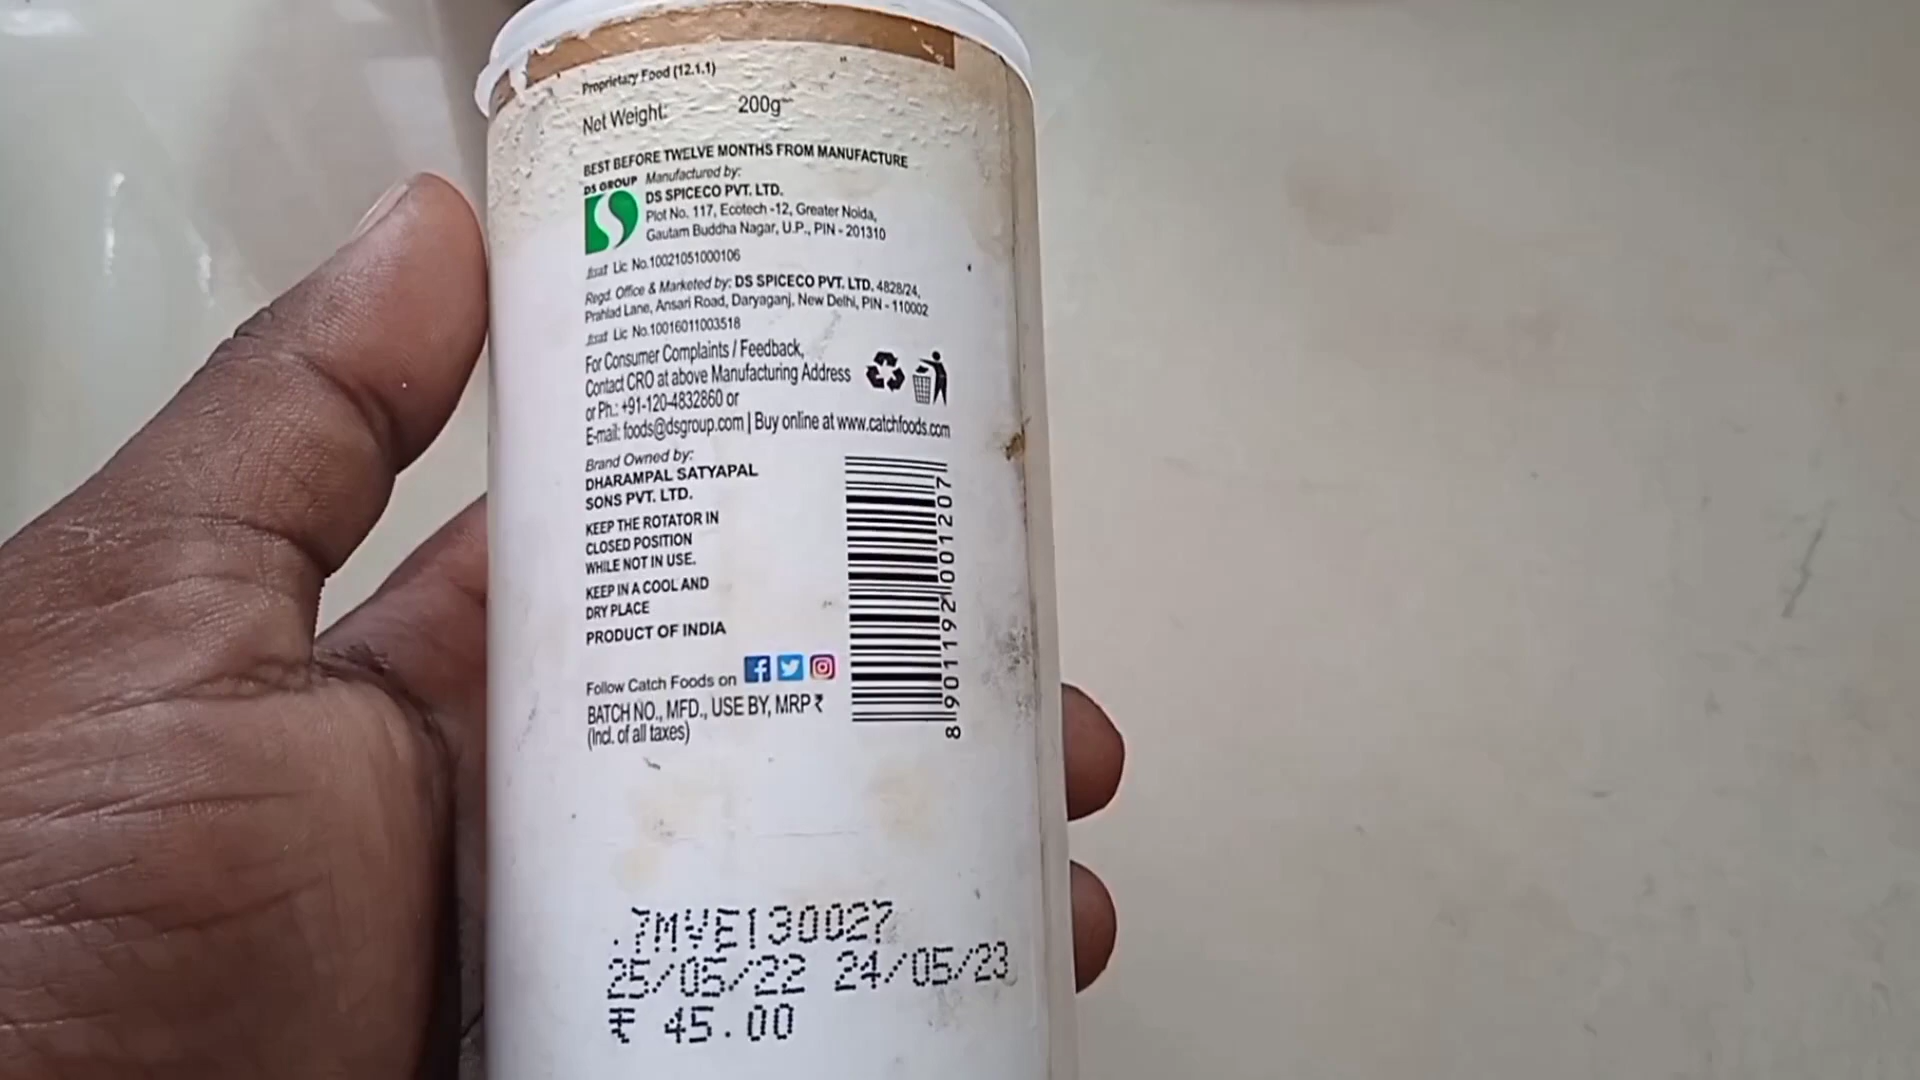 Proprietary Food (12.1.1)
Net Weight: 200g
BEST BEFORE TWELVE MONTHS FROM MANUFACTURE
DS GROUP
Manufactured by:
DS SPICECO PVT. LTD.
Plot No. 117, Ecotech -12, Greater Noida,
Gautam Buddha Nagar, U.P., PIN - 201310
fssai Lic No.10021051000106
Regd. Office & Marketed by: DS SPICECO PVT. LTD. 4828/24,
Prahlad Lane, Ansari Road, Daryaganj, New Delhi, PIN - 110002
fssai Lic No.10016011003518
For Consumer Complaints / Feedback,
Contact CRO at above Manufacturing Address
or Ph.: +91-120-4832860 or
E-mail: foods@dsgroup.com | Buy online at www.catchfoods.com
Brand Owned by:
DHARAMPAL SATYAPAL
SONS PVT. LTD.
KEEP THE ROTATOR IN
CLOSED POSITION
WHILE NOT IN USE.
KEEP IN A COOL AND
DRY PLACE
PRODUCT OF INDIA
8 901192 001207
Follow Catch Foods on
BATCH NO., MFD., USE BY, MRP ₹
(Incl. of all taxes)
.7MYE130027
25/05/22 24/05/23
₹ 45.00